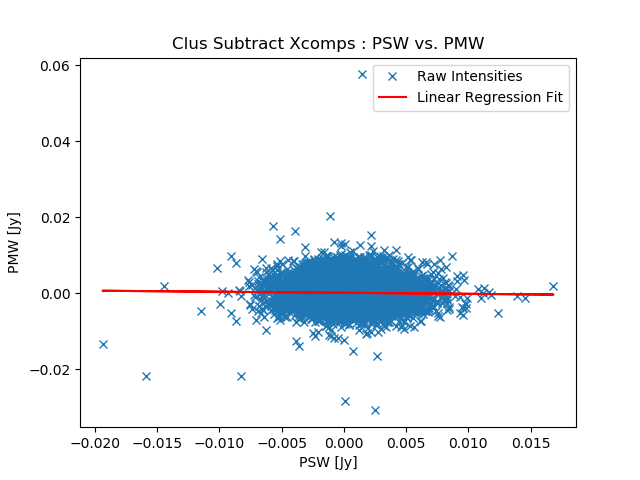 Clus Subtract Xcomps : PSW vs. PMW
Raw Intensities
Linear Regression Fit
PMW [Jy]
0.06
0.04
0.02
0.00
−0.02
−0.020 −0.015 −0.010 −0.005 0.000 0.005 0.010 0.015
PSW [Jy]